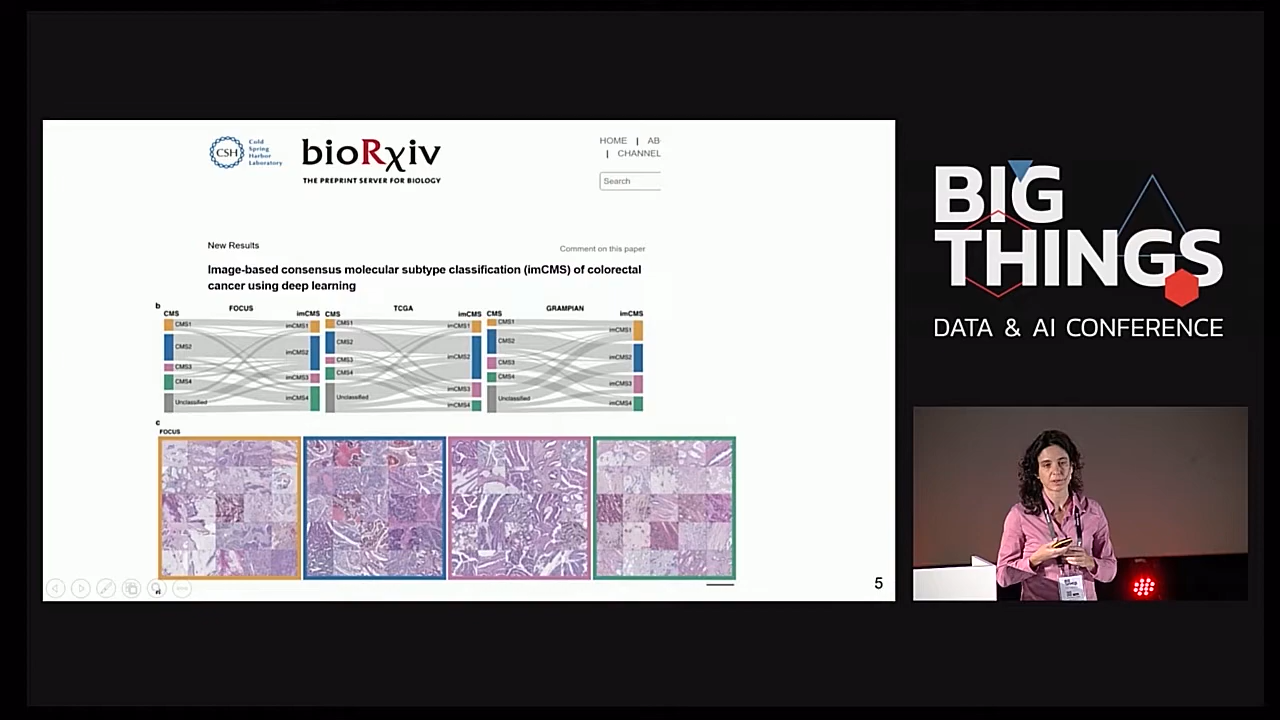 CSH
Cold
Spring
Harbor
Laboratory
bioRxiv
THE PREPRINT SERVER FOR BIOLOGY
HOME | AB
| CHANNEL
Search
New Results
Comment on this paper
Image-based consensus molecular subtype classification (imCMS) of colorectal
cancer using deep learning
b
FOCUS
CMS
imCMS
CMS1
CMS2
CMS3
CMS4
Unclassified
imCMS1
imCMS2
imCMS3
imCMS4
TCGA
CMS
imCMS
CMS1
CMS2
CMS3
CMS4
Unclassified
imCMS1
imCMS2
imCMS3
imCMS4
GRAMPIAN
CMS
imCMS
CMS1
CMS2
CMS3
CMS4
Unclassified
imCMS1
imCMS2
imCMS3
imCMS4
c
FOCUS
5
BIG
THINGS
DATA & AI CONFERENCE